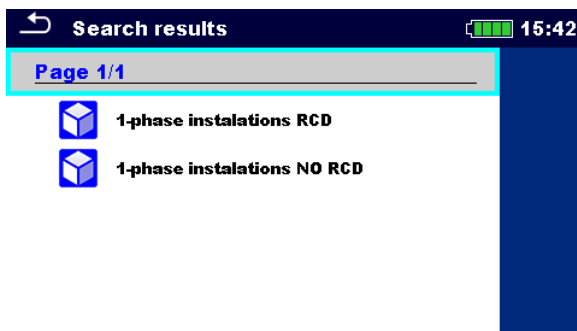 Search results 15:42
Page 1/1
1-phase instalations RCD
1-phase instalations NO RCD